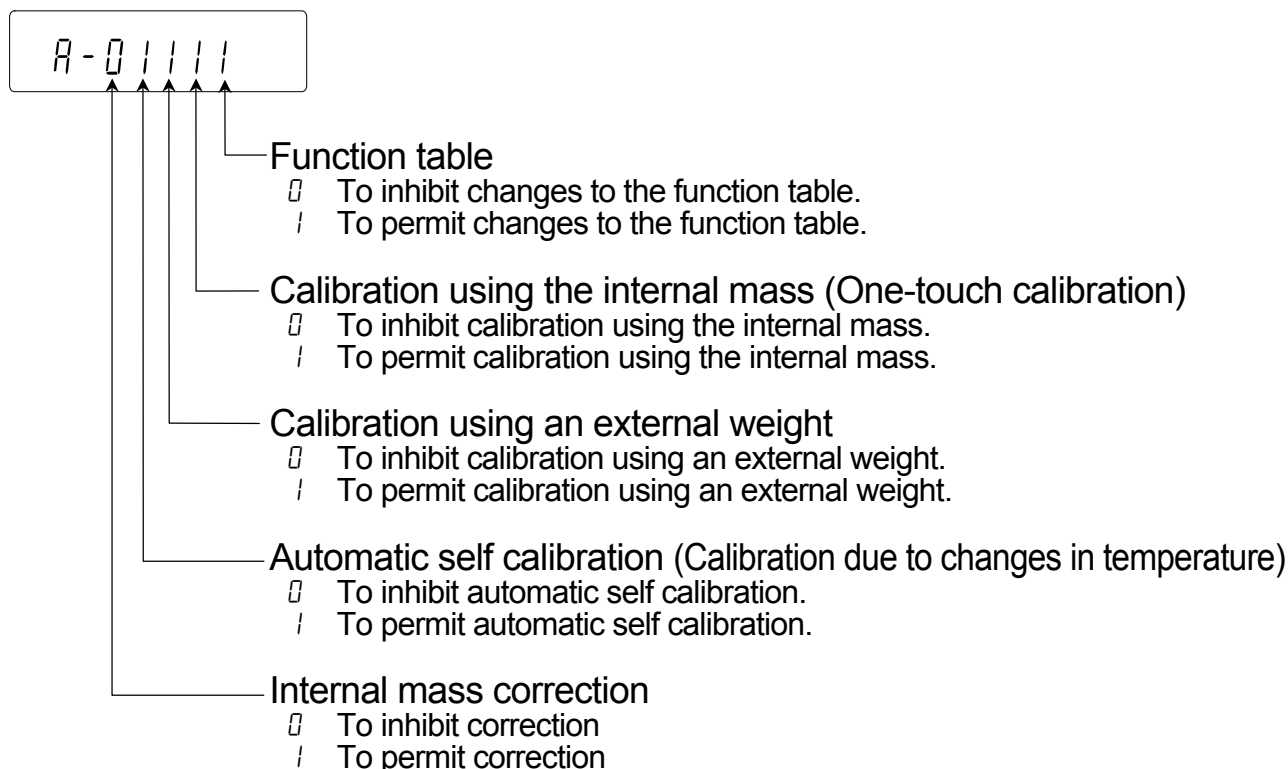 A-01111
Function table
0 To inhibit changes to the function table.
1 To permit changes to the function table.
Calibration using the internal mass (One-touch calibration)
0 To inhibit calibration using the internal mass.
1 To permit calibration using the internal mass.
Calibration using an external weight
0 To inhibit calibration using an external weight.
1 To permit calibration using an external weight.
Automatic self calibration (Calibration due to changes in temperature)
0 To inhibit automatic self calibration.
1 To permit automatic self calibration.
Internal mass correction
0 To inhibit correction
1 To permit correction